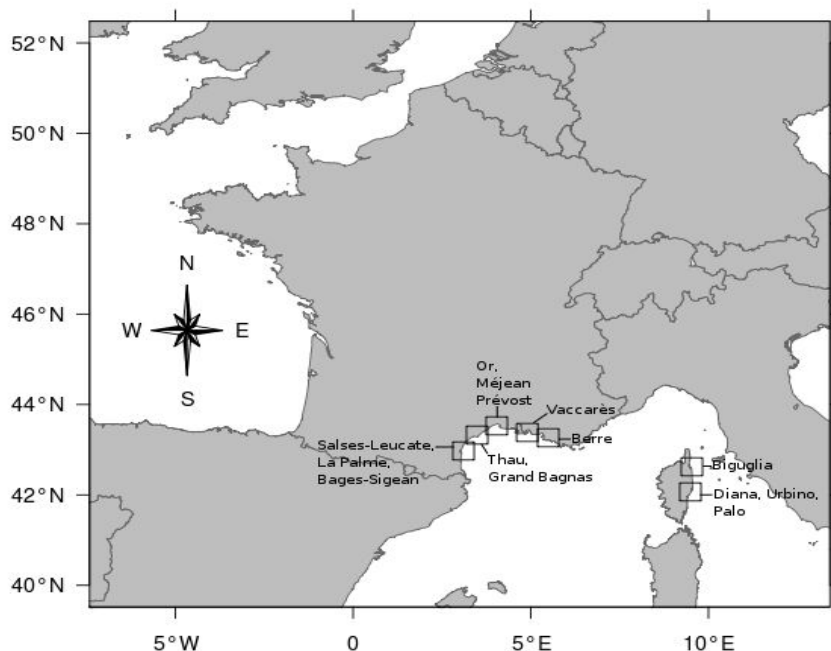 52°N
50°N
48°N
46°N
44°N
42°N
40°N
N
W
E
S
Or,
Méjean
Prévost
Vaccarès
Salses-Leucate,
La Palme,
Bages-Sigean
Thau,
Grand Bagnas
Berre
Biguglia
Diana, Urbino,
Palo
5°W
0
5°E
10°E